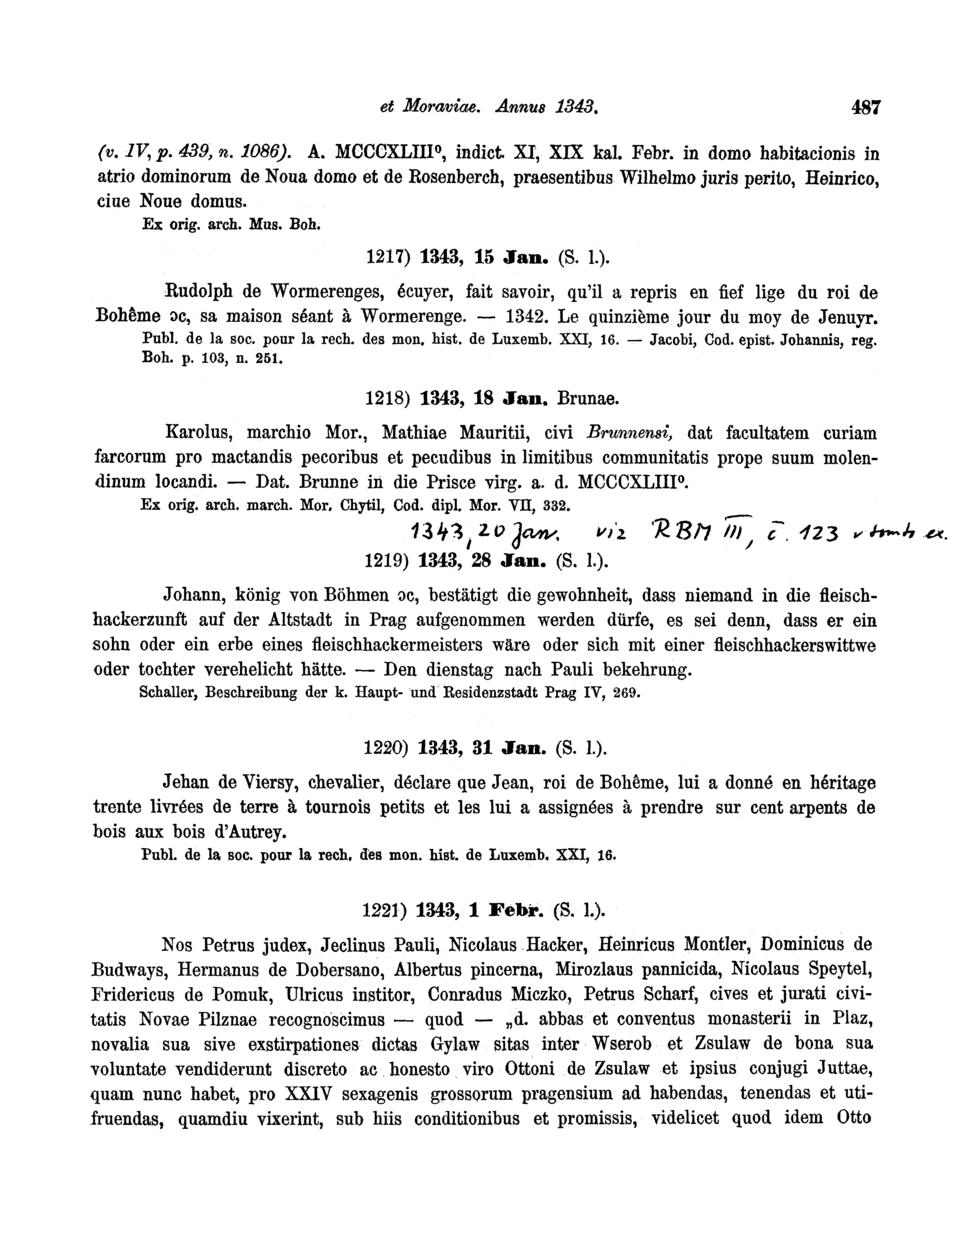 et Moraviae. Annus 1343. 487
(v. IV, p. 439, n. 1086). A. MCCCXLIII⁰, indict. XI, XIX kal. Febr. in domo habitacionis in
atrio dominorum de Noua domo et de Rosenberch, praesentibus Wilhelmo juris perito, Heinrico,
ciue Noue domus.
Ex orig. arch. Mus. Boh.
1217) 1343, 15 Jan. (S. l.).
Rudolph de Wormerenges, écuyer, fait savoir, qu'il a repris en fief lige du roi de
Bohême ɔc, sa maison séant à Wormerenge. — 1342. Le quinzième jour du moy de Jenuyr.
Publ. de la soc. pour la rech. des mon. hist. de Luxemb. XXI, 16. — Jacobi, Cod. epist. Johannis, reg.
Boh. p. 103, n. 251.
1218) 1343, 18 Jan. Brunae.
Karolus, marchio Mor., Mathiae Mauritii, civi Brunnensi, dat facultatem curiam
farcorum pro mactandis pecoribus et pecudibus in limitibus communitatis prope suum molen-
dinum locandi. — Dat. Brunne in die Prisce virg. a. d. MCCCXLIII⁰.
Ex orig. arch. march. Mor. Chytil, Cod. dipl. Mor. VII, 332.
1343, 20 Jan. viz RBM III, č. 123 v tomto ex.
1219) 1343, 28 Jan. (S. l.).
Johann, könig von Böhmen ɔc, bestätigt die gewohnheit, dass niemand in die fleisch-
hackerzunft auf der Altstadt in Prag aufgenommen werden dürfe, es sei denn, dass er ein
sohn oder ein erbe eines fleischhackermeisters wäre oder sich mit einer fleischhackerswittwe
oder tochter verehelicht hätte. — Den dienstag nach Pauli bekehrung.
Schaller, Beschreibung der k. Haupt- und Residenzstadt Prag IV, 269.
1220) 1343, 31 Jan. (S. l.).
Jehan de Viersy, chevalier, déclare que Jean, roi de Bohême, lui a donné en héritage
trente livrées de terre à tournois petits et les lui a assignées à prendre sur cent arpents de
bois aux bois d'Autrey.
Publ. de la soc. pour la rech. des mon. hist. de Luxemb. XXI, 16.
1221) 1343, 1 Febr. (S. l.).
Nos Petrus judex, Jeclinus Pauli, Nicolaus Hacker, Heinricus Montler, Dominicus de
Budways, Hermanus de Dobersano, Albertus pincerna, Mirozlaus pannicida, Nicolaus Speytel,
Fridericus de Pomuk, Ulricus institor, Conradus Miczko, Petrus Scharf, cives et jurati civi-
tatis Novae Pilznae recognoscimus — quod — „d. abbas et conventus monasterii in Plaz,
novalia sua sive exstirpationes dictas Gylaw sitas inter Wserob et Zsulaw de bona sua
voluntate vendiderunt discreto ac honesto viro Ottoni de Zsulaw et ipsius conjugi Juttae,
quam nunc habet, pro XXIV sexagenis grossorum pragensium ad habendas, tenendas et uti-
fruendas, quamdiu vixerint, sub hiis conditionibus et promissis, videlicet quod idem Otto